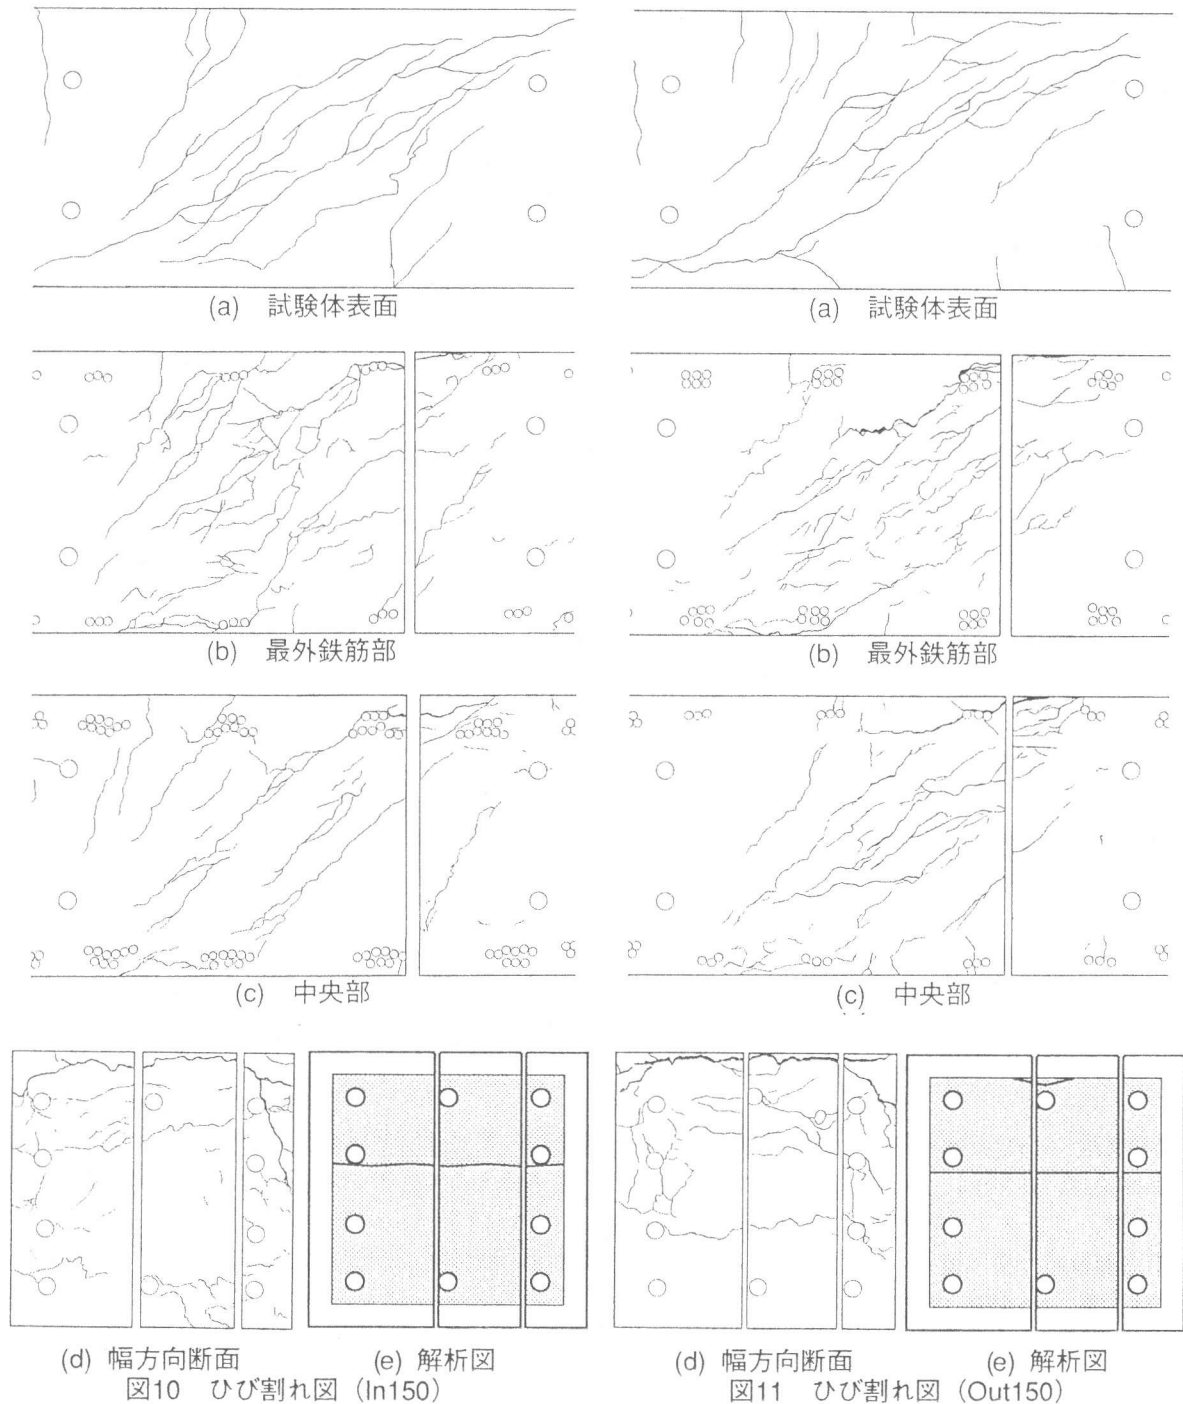 (a) 試験体表面
(b) 最外鉄筋部
(c) 中央部
(d) 幅方向断面
(e) 解析図
図10 ひび割れ図（In150）
(a) 試験体表面
(b) 最外鉄筋部
(c) 中央部
(d) 幅方向断面
(e) 解析図
図11 ひび割れ図（Out150）